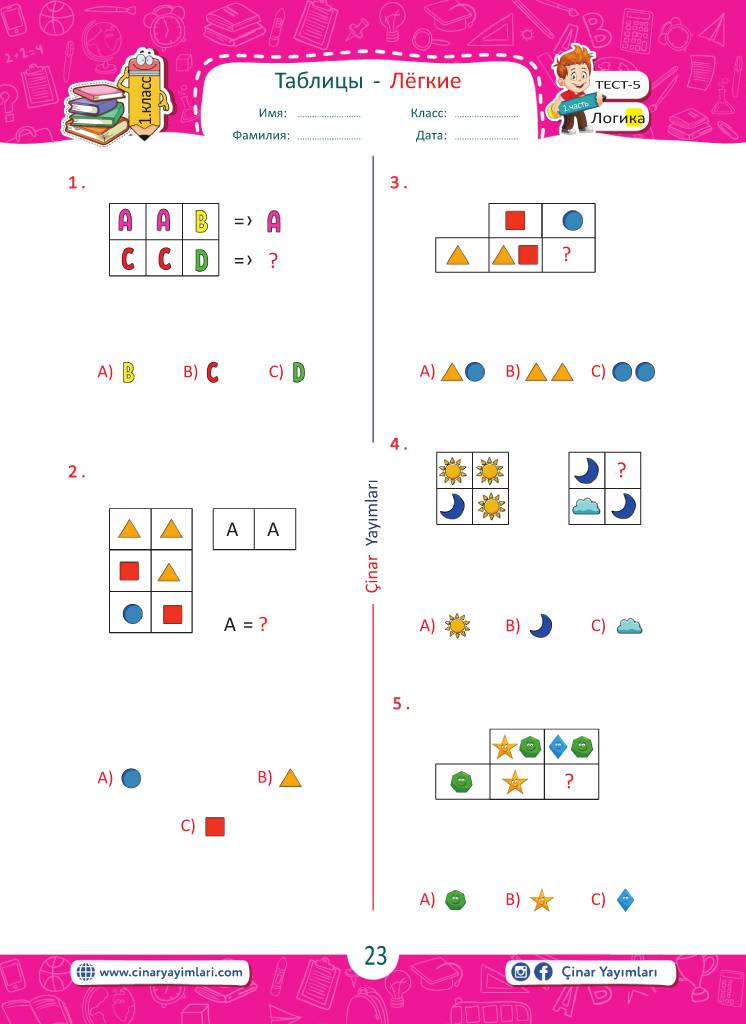 1.класс
Таблицы - Лёгкие
Имя: ........................ Класс: ........................
Фамилия: ........................ Дата: ........................
ТЕСТ-5
1.часть
Логика
1.
A A B => A
C C D => ?
A) B B) C C) D
2.
A A
A = ?
A) B)
C)
Çinar Yayımları
3.
?
A) B) C)
4.
?
A) B) C)
5.
?
A) B) C)
www.cinaryayimlari.com
23
Çinar Yayımları